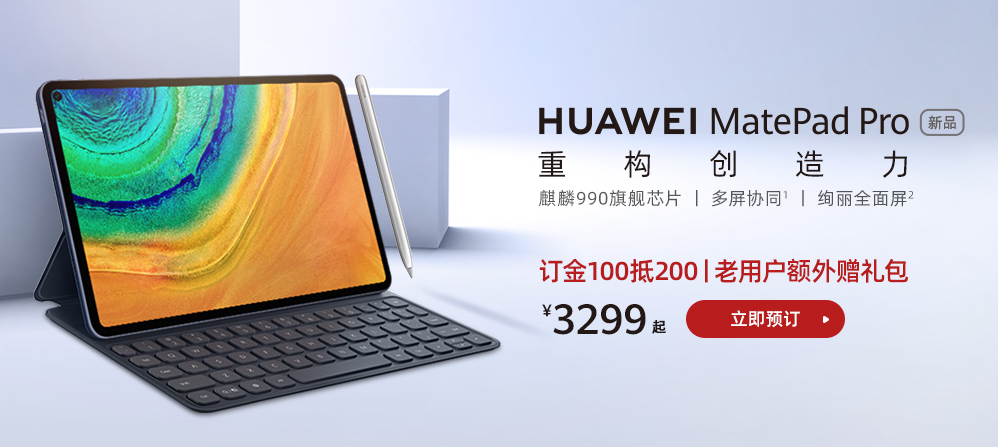 HUAWEI MatePad Pro 新品
重构创造力
麒麟990旗舰芯片 | 多屏协同1 | 绚丽全面屏2
订金100抵200|老用户额外赠礼包
¥3299起 立即预订